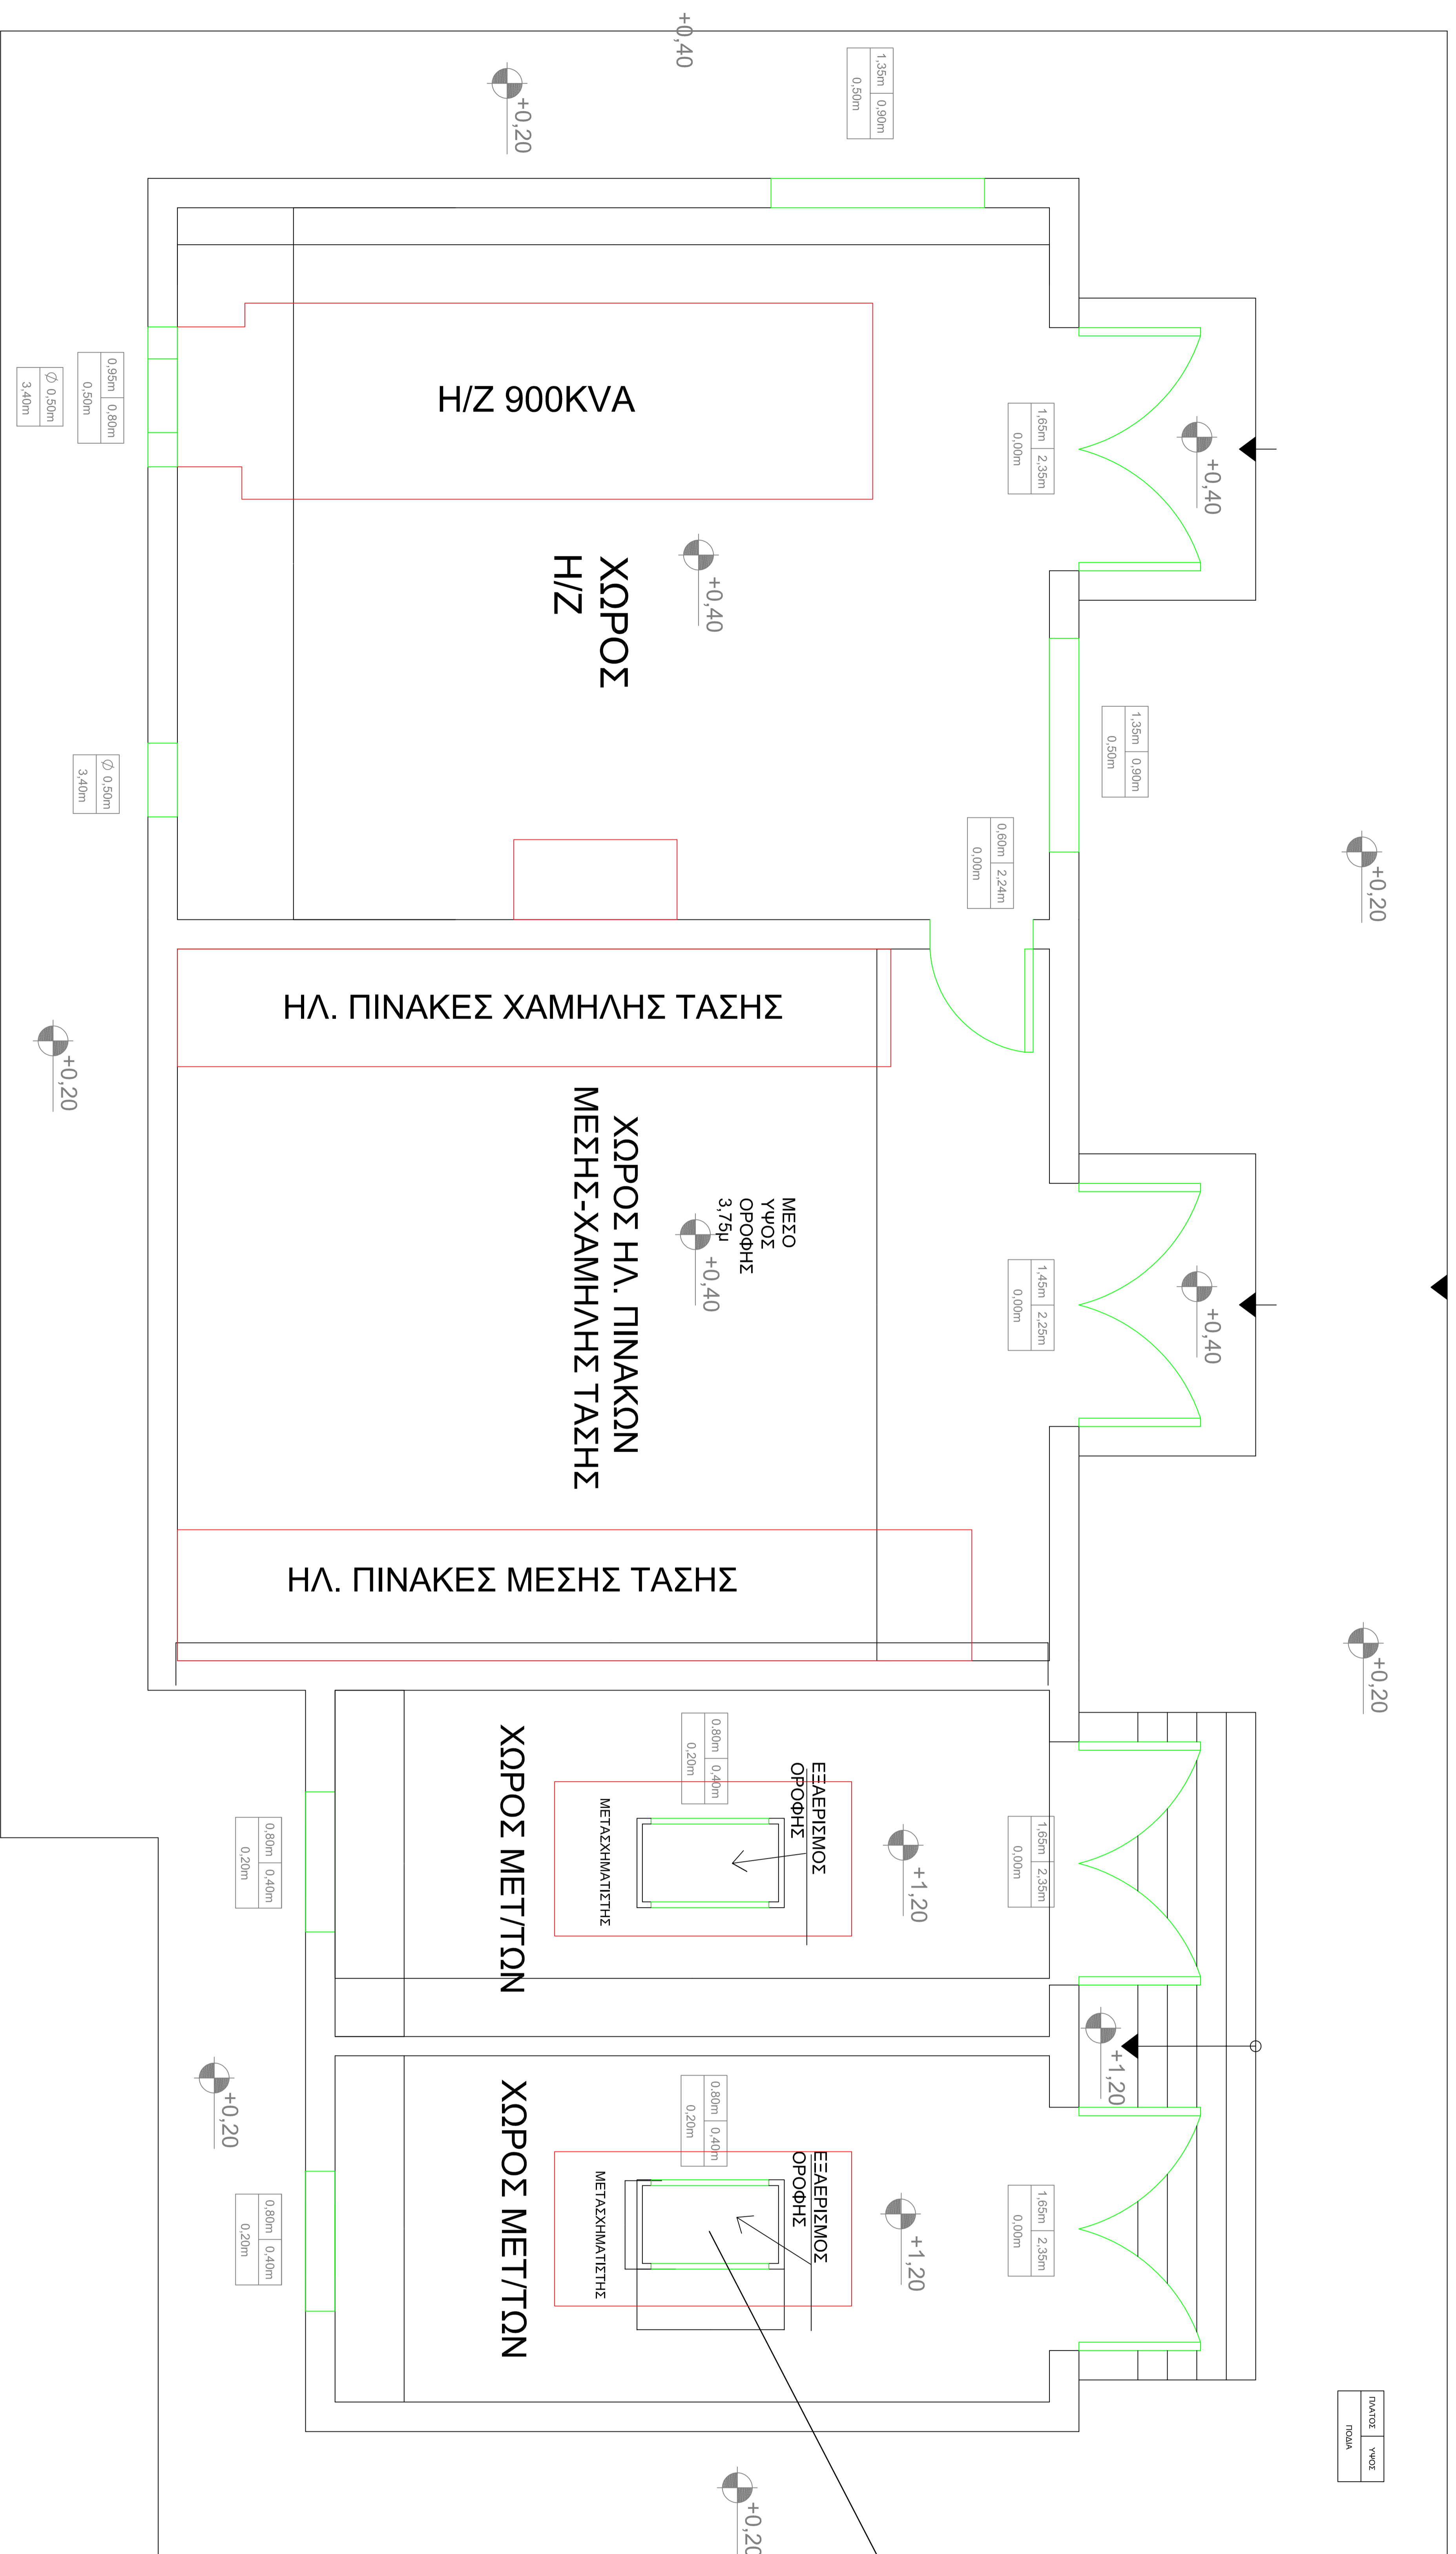 +0,40
+0,20
1,35m 0,90m
0,50m
0,95m 0,80m
0,50m
∅ 0,50m
3,40m
H/Z 900KVA
1,65m 2,35m
0,00m
+0,40
+0,40
ΧΩΡΟΣ
Η/Ζ
1,35m 0,90m
0,50m
∅ 0,50m
3,40m
0,60m 2,24m
0,00m
+0,20
ΗΛ. ΠΙΝΑΚΕΣ ΧΑΜΗΛΗΣ ΤΑΣΗΣ
+0,20
ΧΩΡΟΣ ΗΛ. ΠΙΝΑΚΩΝ
ΜΕΣΗΣ-ΧΑΜΗΛΗΣ ΤΑΣΗΣ
ΜΕΣΟ
ΥΨΟΣ
ΟΡΟΦΗΣ
3,75μ
+0,40
1,45m 2,25m
0,00m
+0,40
ΗΛ. ΠΙΝΑΚΕΣ ΜΕΣΗΣ ΤΑΣΗΣ
+0,20
ΧΩΡΟΣ ΜΕΤ/ΤΩΝ
0.80m 0,40m
0,20m
ΕΞΑΕΡΙΣΜΟΣ
ΟΡΟΦΗΣ
ΜΕΤΑΣΧΗΜΑΤΙΣΤΗΣ
+1,20
1,65m 2,35m
0,00m
0,80m 0,40m
0,20m
+1,20
+0,20
ΧΩΡΟΣ ΜΕΤ/ΤΩΝ
0.80m 0,40m
0,20m
ΕΞΑΕΡΙΣΜΟΣ
ΟΡΟΦΗΣ
ΜΕΤΑΣΧΗΜΑΤΙΣΤΗΣ
+1,20
1,65m 2,35m
0,00m
0,80m 0,40m
0,20m
ΠΛΑΤΟΣ ΥΨΟΣ
ΠΟΔΙΑ
+0,20